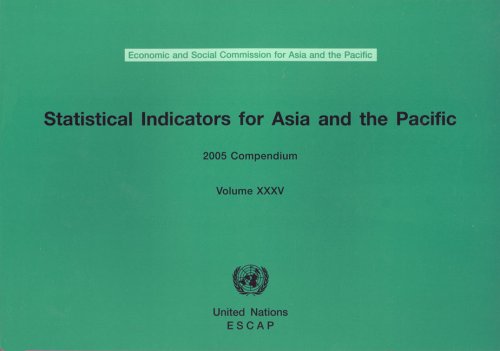 Economic and Social Commission for Asia and the Pacific
Statistical Indicators for Asia and the Pacific
2005 Compendium
Volume XXXV
United Nations
ESCAP